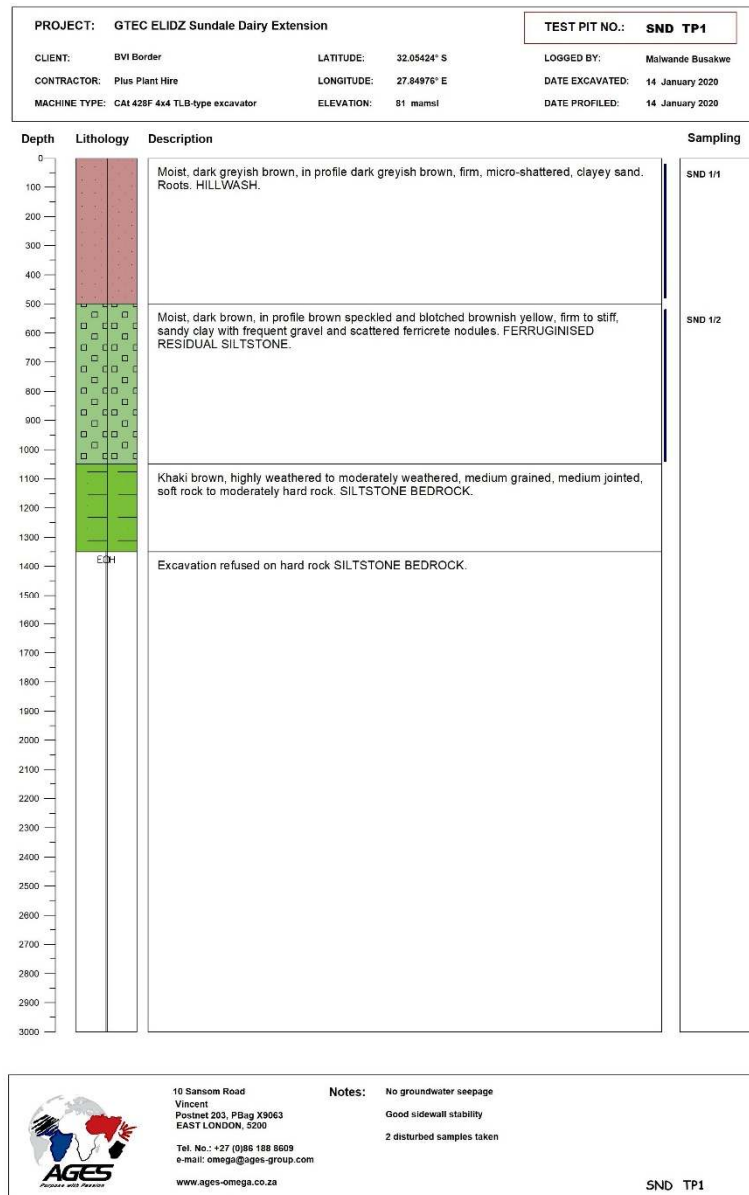 PROJECT: GTEC ELIDZ Sundale Dairy Extension
TEST PIT NO.: SND TP1
CLIENT: BVI Border LATITUDE: 32.05424° S LOGGED BY: Malwande Busakwe
CONTRACTOR: Plus Plant Hire LONGITUDE: 27.84976° E DATE EXCAVATED: 14 January 2020
MACHINE TYPE: CAt 428F 4x4 TLB-type excavator ELEVATION: 81 mamsl DATE PROFILED: 14 January 2020
Depth Lithology Description Sampling
0
Moist, dark greyish brown, in profile dark greyish brown, firm, micro-shattered, clayey sand.
SND 1/1
100
Roots. HILLWASH.
200
300
400
500
Moist, dark brown, in profile brown speckled and blotched brownish yellow, firm to stiff,
SND 1/2
600
sandy clay with frequent gravel and scattered ferricrete nodules. FERRUGINISED
RESIDUAL SILTSTONE.
700
800
900
1000
1100
Khaki brown, highly weathered to moderately weathered, medium grained, medium jointed,
soft rock to moderately hard rock. SILTSTONE BEDROCK.
1200
1300
1400
EOH
Excavation refused on hard rock SILTSTONE BEDROCK.
1500
1600
1700
1800
1900
2000
2100
2200
2300
2400
2500
2600
2700
2800
2900
3000
AGES
Purpose with Passion
10 Sansom Road
Vincent
Postnet 203, PBag X9063
EAST LONDON, 5200
Tel. No.: +27 (0)86 188 8609
e-mail: omega@ages-group.com
www.ages-omega.co.za
Notes: No groundwater seepage
Good sidewall stability
2 disturbed samples taken
SND TP1